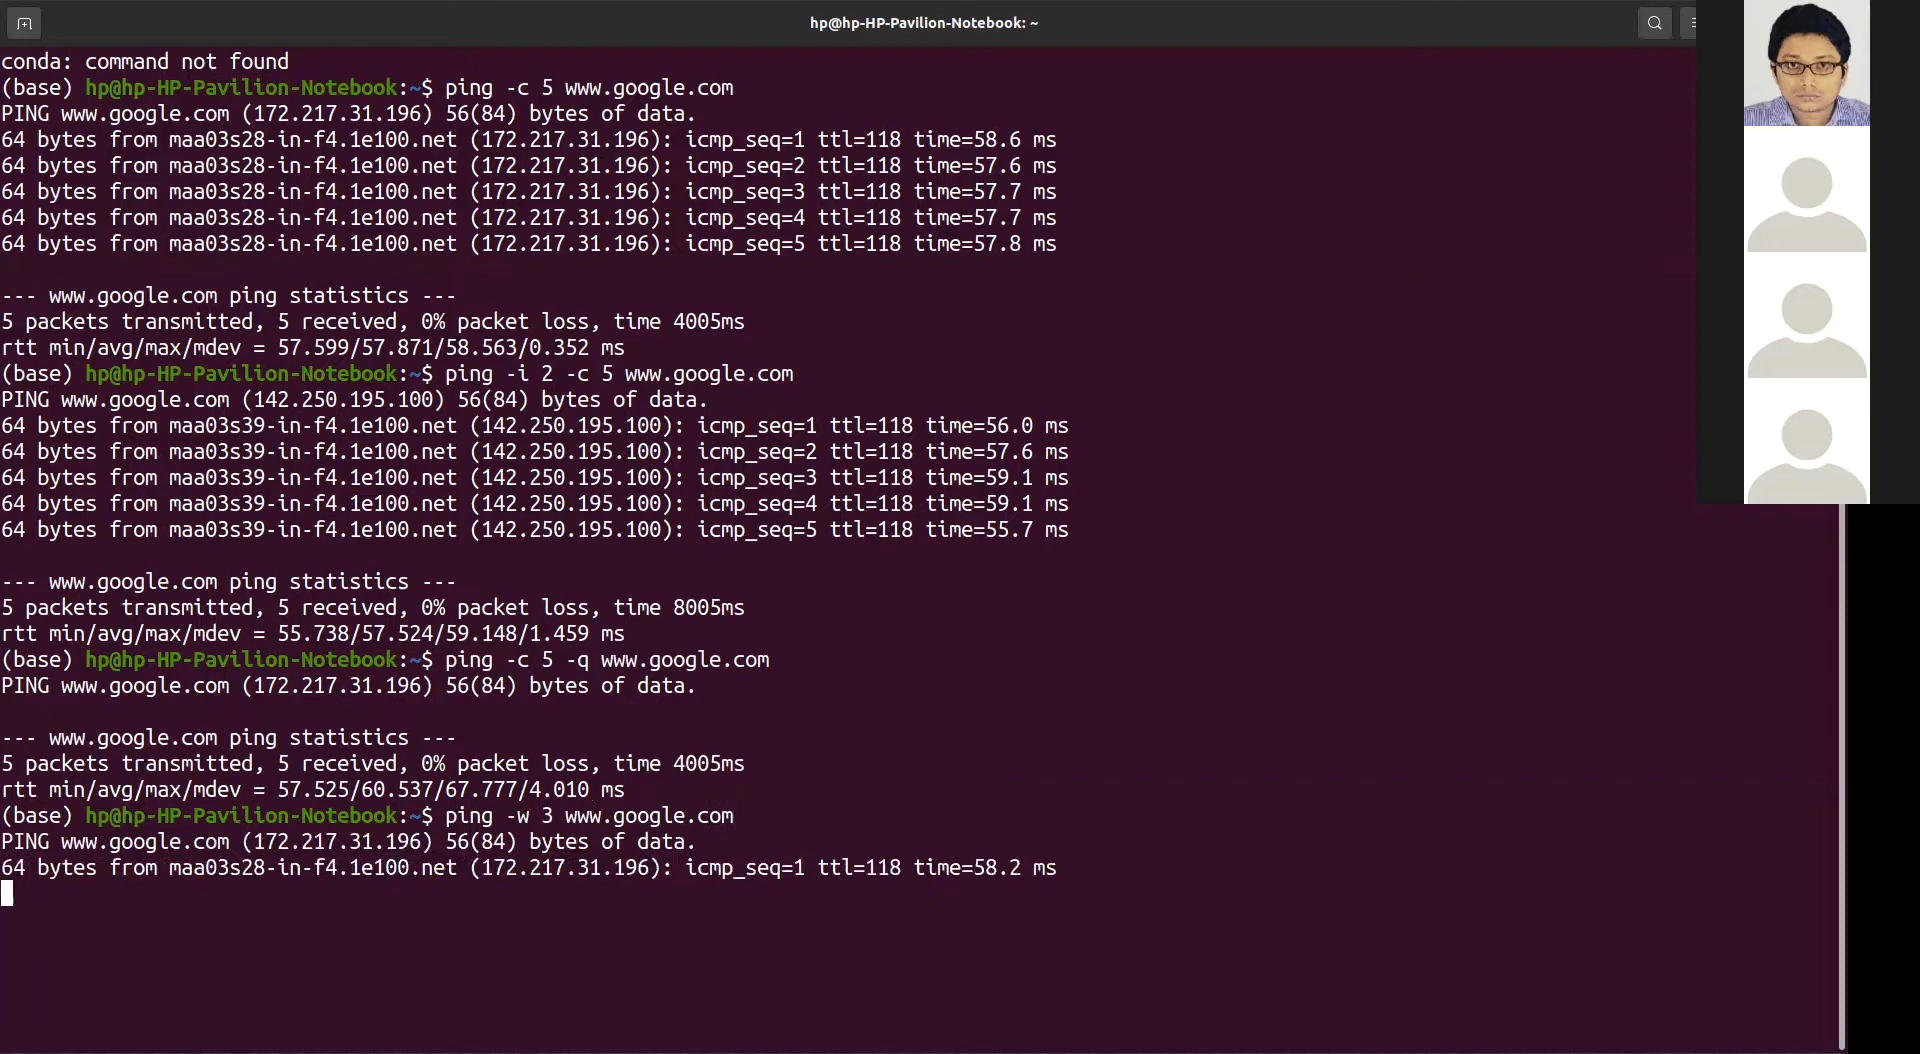 hp@hp-HP-Pavilion-Notebook: ~
conda: command not found
(base) hp@hp-HP-Pavilion-Notebook:~$ ping -c 5 www.google.com
PING www.google.com (172.217.31.196) 56(84) bytes of data.
64 bytes from maa03s28-in-f4.1e100.net (172.217.31.196): icmp_seq=1 ttl=118 time=58.6 ms
64 bytes from maa03s28-in-f4.1e100.net (172.217.31.196): icmp_seq=2 ttl=118 time=57.6 ms
64 bytes from maa03s28-in-f4.1e100.net (172.217.31.196): icmp_seq=3 ttl=118 time=57.7 ms
64 bytes from maa03s28-in-f4.1e100.net (172.217.31.196): icmp_seq=4 ttl=118 time=57.7 ms
64 bytes from maa03s28-in-f4.1e100.net (172.217.31.196): icmp_seq=5 ttl=118 time=57.8 ms
--- www.google.com ping statistics ---
5 packets transmitted, 5 received, 0% packet loss, time 4005ms
rtt min/avg/max/mdev = 57.599/57.871/58.563/0.352 ms
(base) hp@hp-HP-Pavilion-Notebook:~$ ping -i 2 -c 5 www.google.com
PING www.google.com (142.250.195.100) 56(84) bytes of data.
64 bytes from maa03s39-in-f4.1e100.net (142.250.195.100): icmp_seq=1 ttl=118 time=56.0 ms
64 bytes from maa03s39-in-f4.1e100.net (142.250.195.100): icmp_seq=2 ttl=118 time=57.6 ms
64 bytes from maa03s39-in-f4.1e100.net (142.250.195.100): icmp_seq=3 ttl=118 time=59.1 ms
64 bytes from maa03s39-in-f4.1e100.net (142.250.195.100): icmp_seq=4 ttl=118 time=59.1 ms
64 bytes from maa03s39-in-f4.1e100.net (142.250.195.100): icmp_seq=5 ttl=118 time=55.7 ms
--- www.google.com ping statistics ---
5 packets transmitted, 5 received, 0% packet loss, time 8005ms
rtt min/avg/max/mdev = 55.738/57.524/59.148/1.459 ms
(base) hp@hp-HP-Pavilion-Notebook:~$ ping -c 5 -q www.google.com
PING www.google.com (172.217.31.196) 56(84) bytes of data.
--- www.google.com ping statistics ---
5 packets transmitted, 5 received, 0% packet loss, time 4005ms
rtt min/avg/max/mdev = 57.525/60.537/67.777/4.010 ms
(base) hp@hp-HP-Pavilion-Notebook:~$ ping -w 3 www.google.com
PING www.google.com (172.217.31.196) 56(84) bytes of data.
64 bytes from maa03s28-in-f4.1e100.net (172.217.31.196): icmp_seq=1 ttl=118 time=58.2 ms